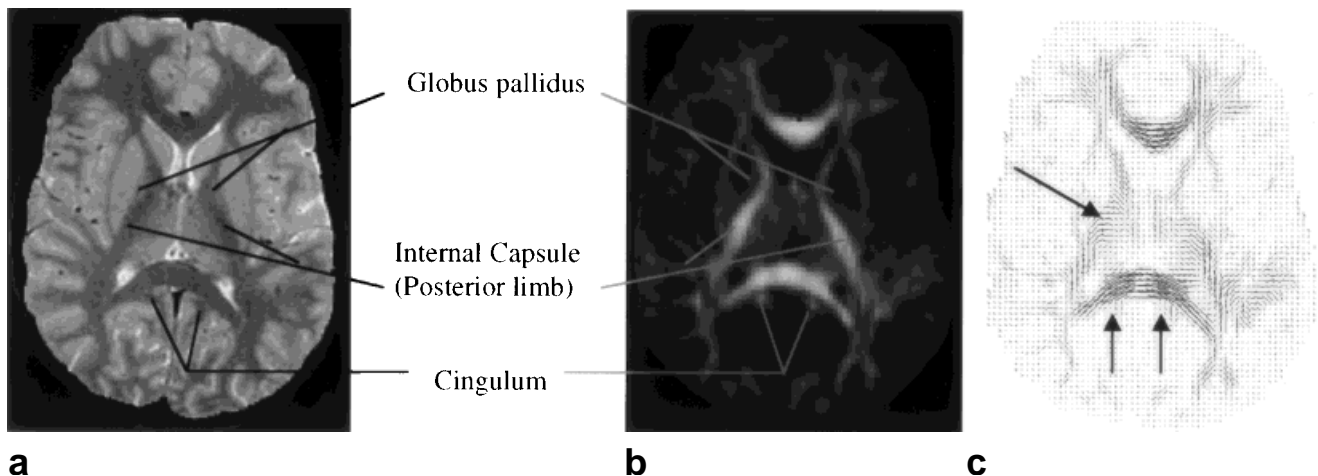 Globus pallidus
Internal Capsule
(Posterior limb)
Cingulum
a
b
c